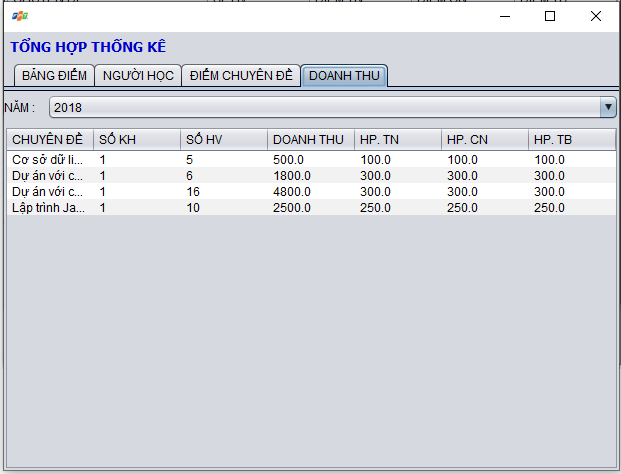 TỔNG HỢP THỐNG KÊ
BẢNG ĐIỂM NGƯỜI HỌC ĐIỂM CHUYÊN ĐỀ DOANH THU
NĂM : 2018
CHUYÊN ĐỀ SỐ KH SỐ HV DOANH THU HP. TN HP. CN HP. TB
Cơ sở dữ li... 1 5 500.0 100.0 100.0 100.0
Dự án với c... 1 6 1800.0 300.0 300.0 300.0
Dự án với c... 1 16 4800.0 300.0 300.0 300.0
Lập trình Ja... 1 10 2500.0 250.0 250.0 250.0